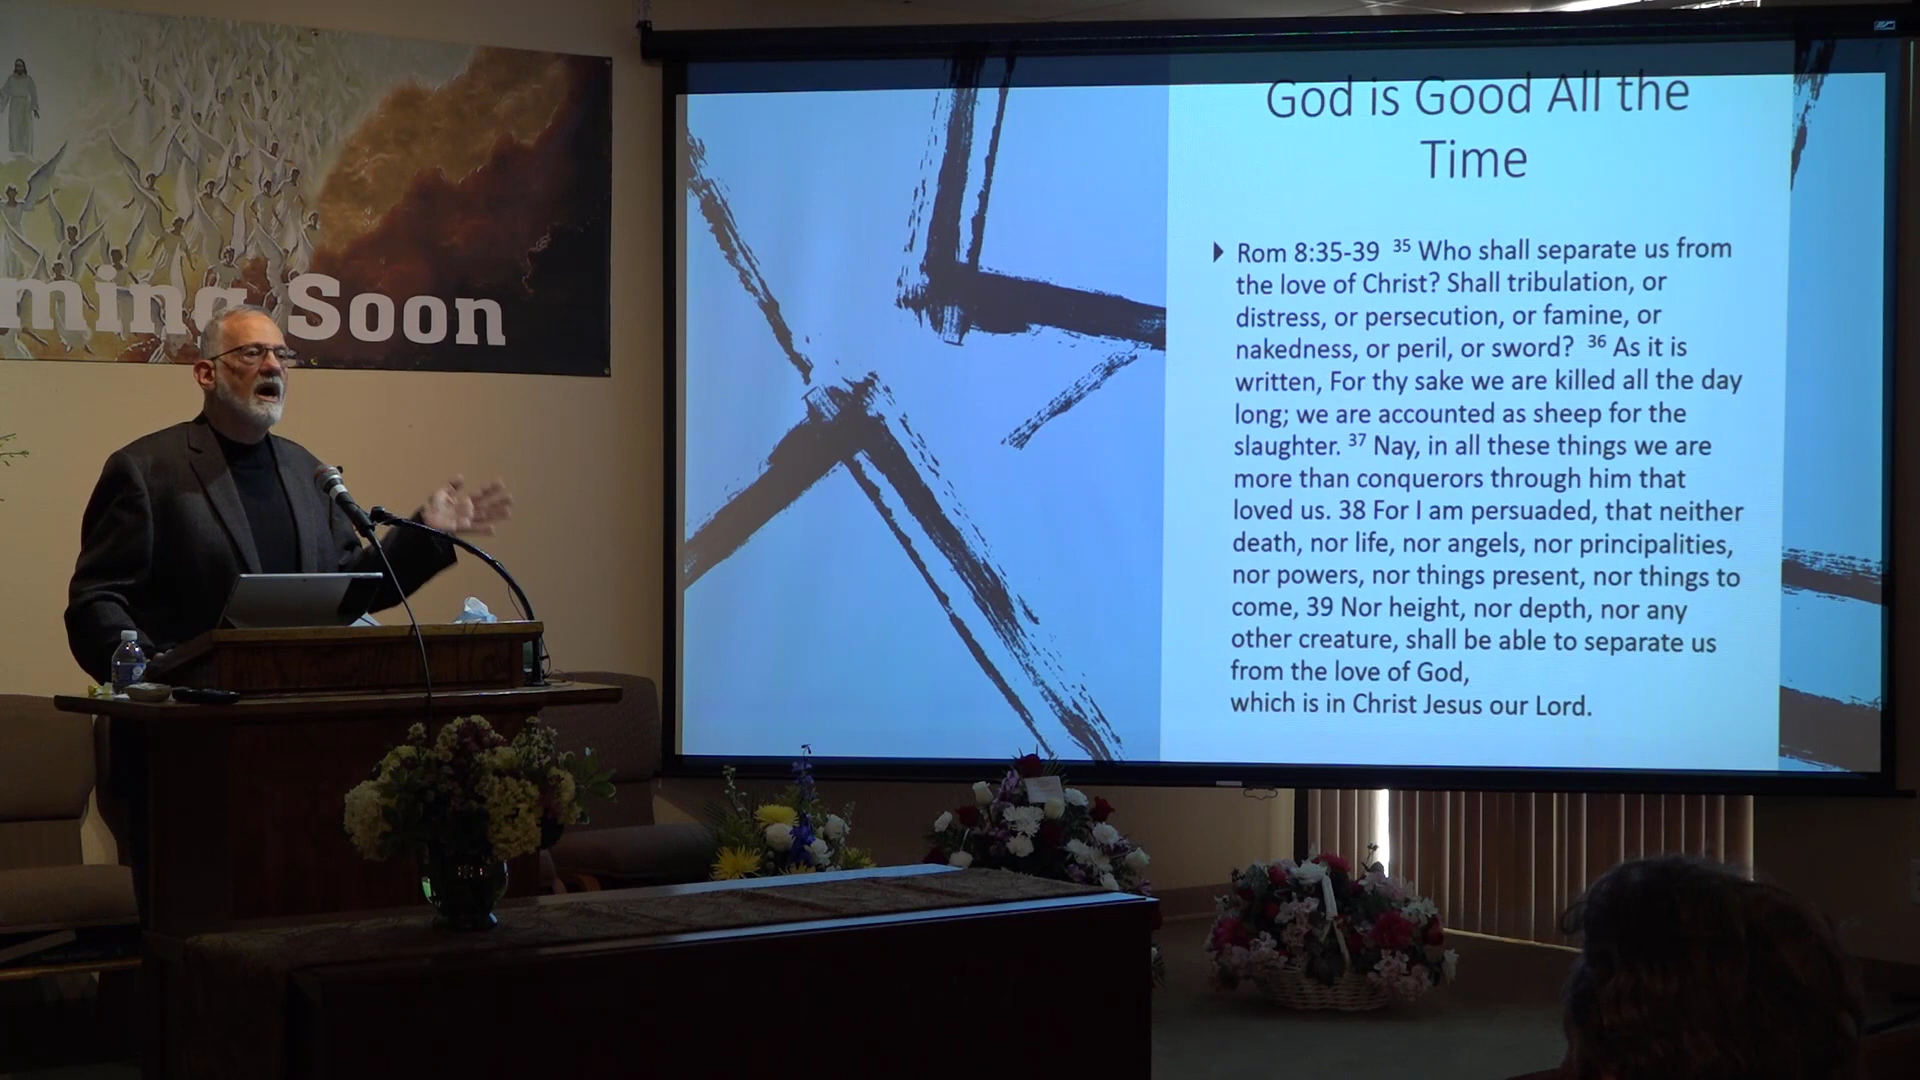 ming Soon
God is Good All the
Time
Rom 8:35-39 35 Who shall separate us from
the love of Christ? Shall tribulation, or
distress, or persecution, or famine, or
nakedness, or peril, or sword? 36 As it is
written, For thy sake we are killed all the day
long; we are accounted as sheep for the
slaughter. 37 Nay, in all these things we are
more than conquerors through him that
loved us. 38 For I am persuaded, that neither
death, nor life, nor angels, nor principalities,
nor powers, nor things present, nor things to
come, 39 Nor height, nor depth, nor any
other creature, shall be able to separate us
from the love of God,
which is in Christ Jesus our Lord.